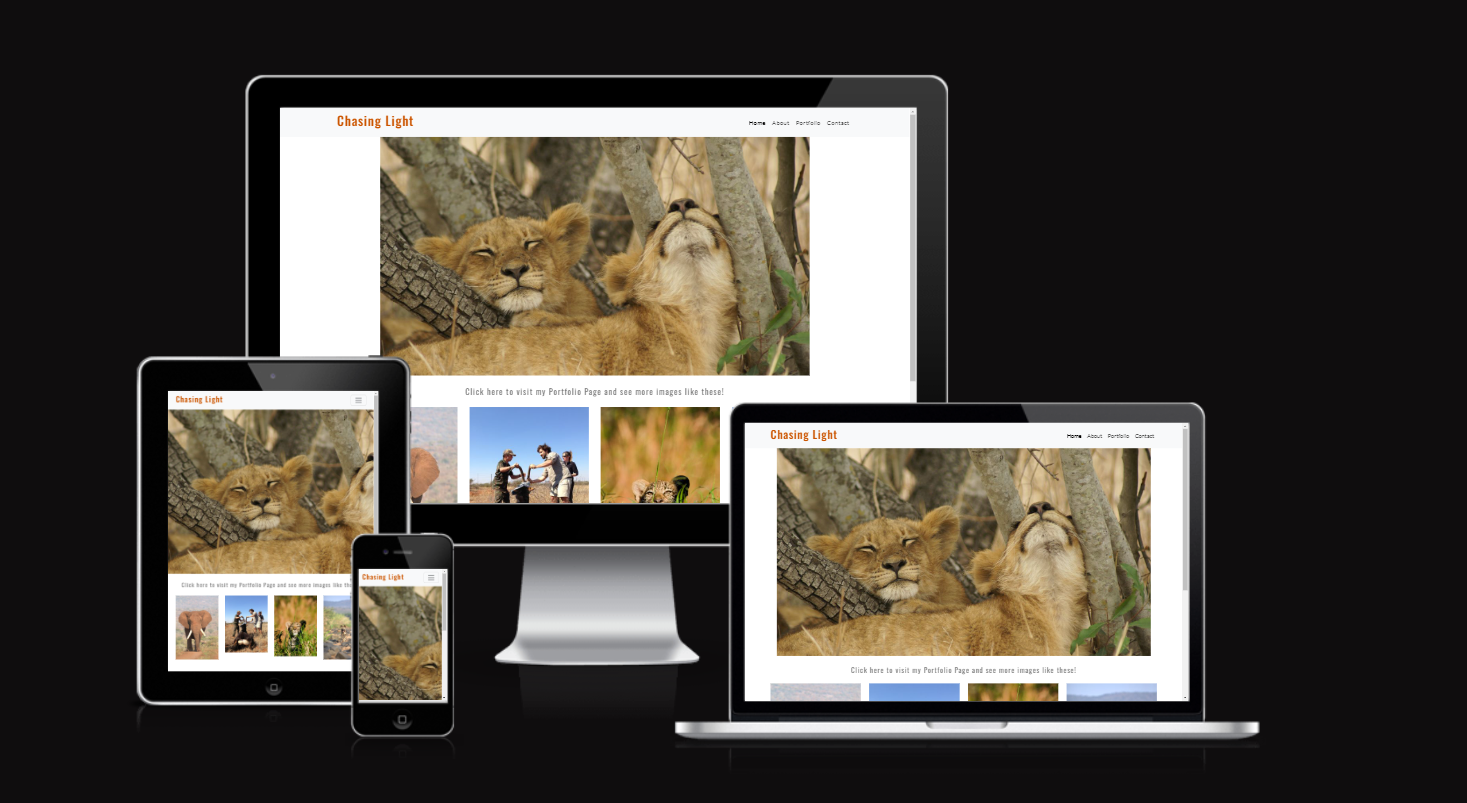 Chasing Light
Home About Portfolio Contact
Click here to visit my Portfolio Page and see more images like these!
Chasing Light
Click here to visit my Portfolio Page and see more images like
Chasing Light
Chasing Light
Home About Portfolio Contact
Click here to visit my Portfolio Page and see more images like these!